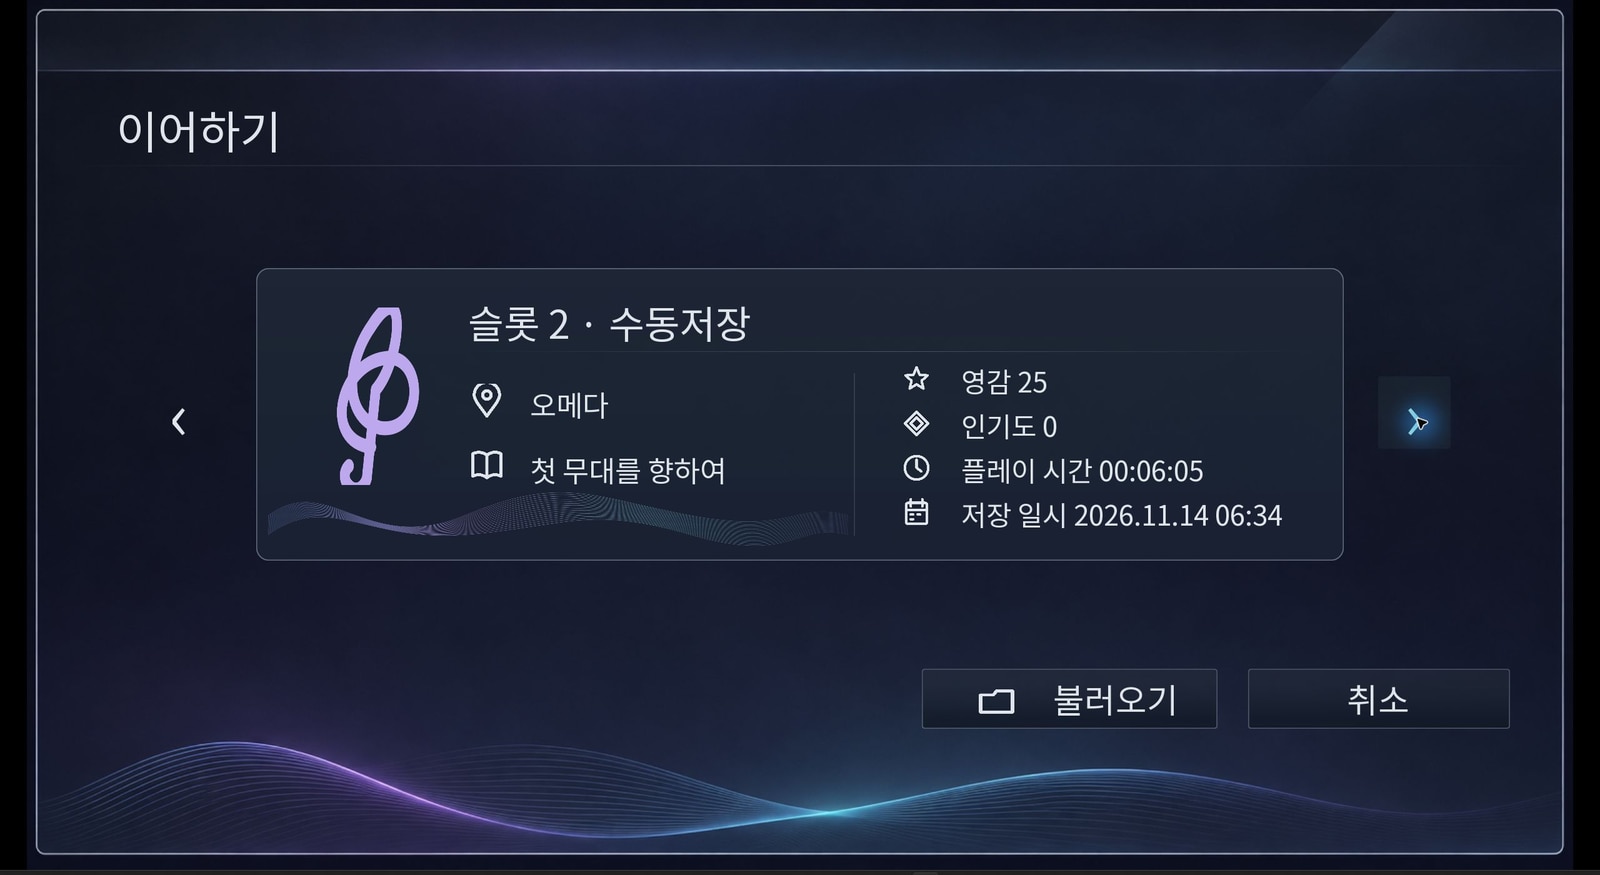 이어하기
슬롯 2 · 수동저장
오메다
첫 무대를 향하여
영감 25
인기도 0
플레이 시간 00:06:05
저장 일시 2026.11.14 06:34
불러오기
취소